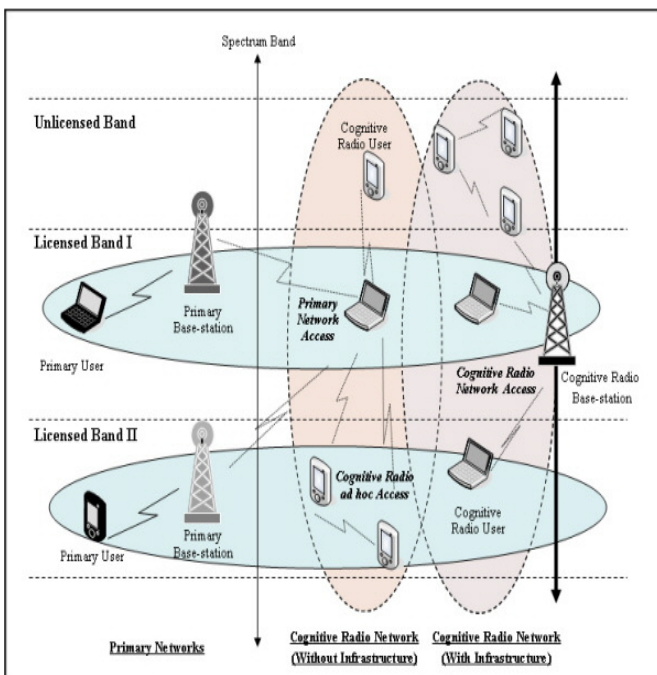 Spectrum Band
Unlicensed Band
Cognitive
Radio User
Licensed Band I
Primary
Base-station
Primary User
Primary
Network
Access
Cognitive Radio
Network Access
Cognitive Radio
Base-station
Licensed Band II
Primary
Base-station
Primary User
Cognitive Radio
ad hoc Access
Cognitive
Radio User
Primary Networks
Cognitive Radio Network
(Without Infrastructure)
Cognitive Radio Network
(With Infrastructure)